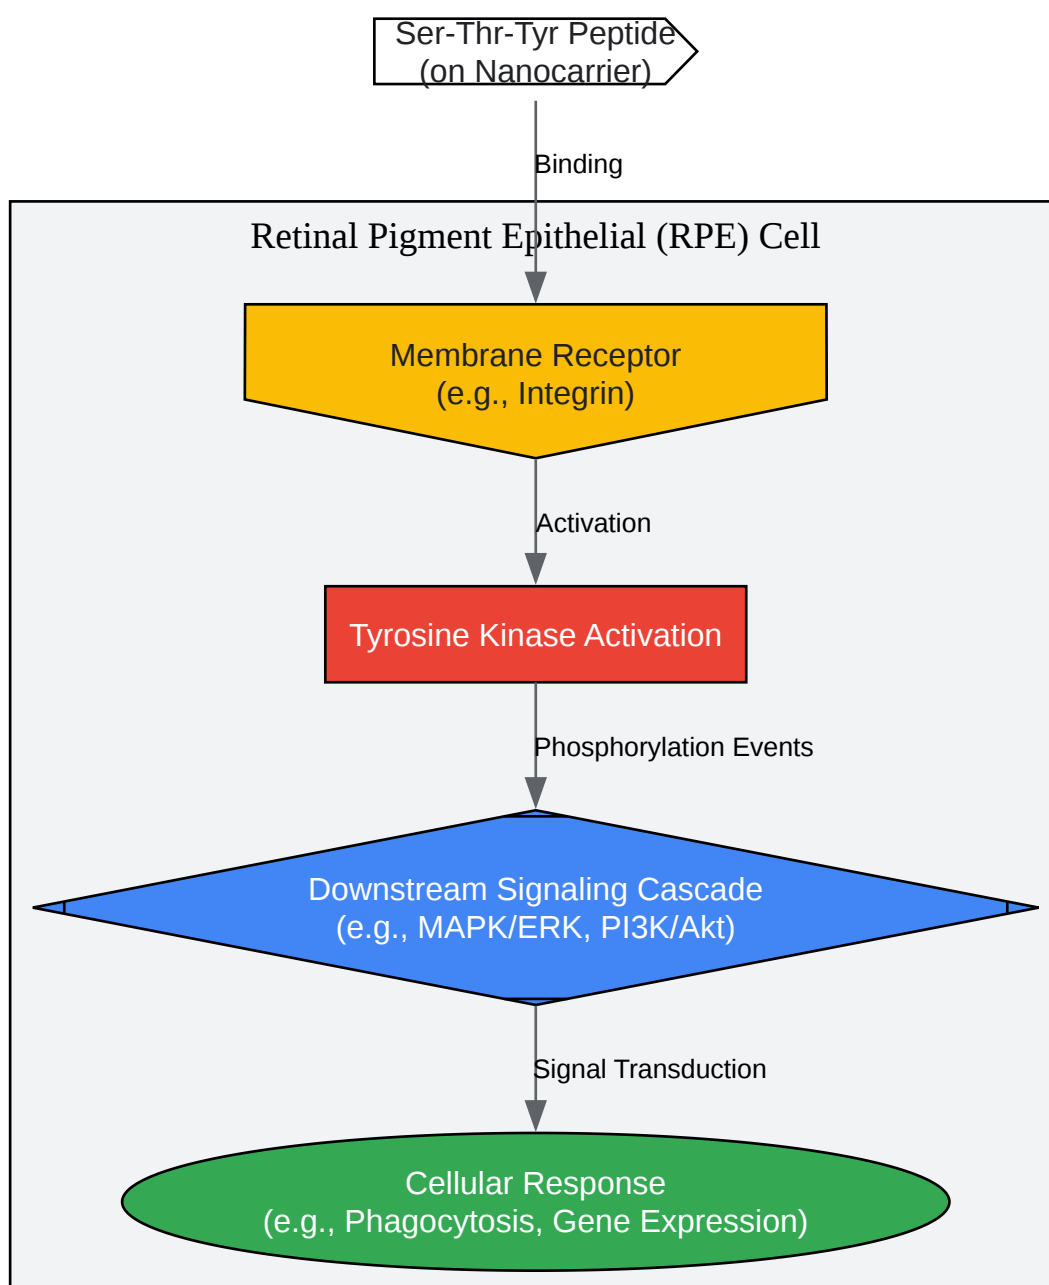 Ser-Thr-Tyr Peptide
(on Nanocarrier)
Binding
Retinal Pigment Epithelial (RPE) Cell
Membrane Receptor
(e.g., Integrin)
Activation
Tyrosine Kinase Activation
Phosphorylation Events
Downstream Signaling Cascade
(e.g., MAPK/ERK, PI3K/Akt)
Signal Transduction
Cellular Response
(e.g., Phagocytosis, Gene Expression)